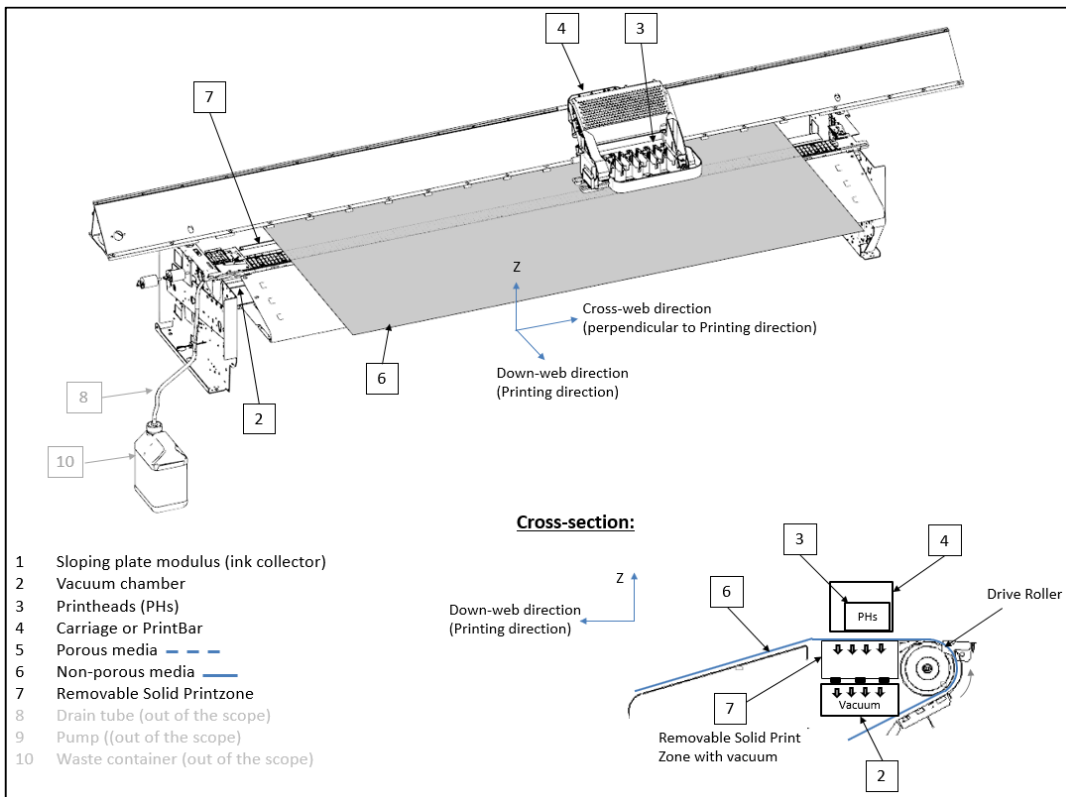 4
3
7
Z
Cross-web direction
(perpendicular to Printing direction)
Down-web direction
(Printing direction)
6
8
2
10
Cross-section:
1 Sloping plate modulus (ink collector)
2 Vacuum chamber
3 Printheads (PHs)
4 Carriage or PrintBar
5 Porous media
6 Non-porous media
7 Removable Solid Printzone
8 Drain tube (out of the scope)
9 Pump ((out of the scope)
10 Waste container (out of the scope)
3
4
Z
6
Drive Roller
Down-web direction
(Printing direction)
PHs
7
Vacuum
Removable Solid Print
Zone with vacuum
2